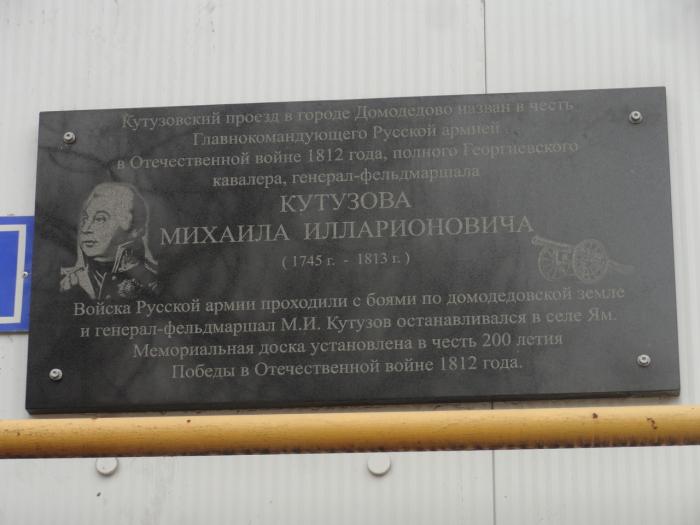 Кутузовский проезд в городе Домодедово назван в честь
Главнокомандующего Русской армией
в Отечественной войне 1812 года, полного Георгиевского
кавалера, генерал-фельдмаршала
КУТУЗОВА
МИХАИЛА ИЛЛАРИОНОВИЧА
( 1745 г. - 1813 г. )
Войска Русской армии проходили с боями по домодедовской земле
и генерал-фельдмаршал М.И. Кутузов останавливался в селе Ям.
Мемориальная доска установлена в честь 200 летия
Победы в Отечественной войне 1812 года.